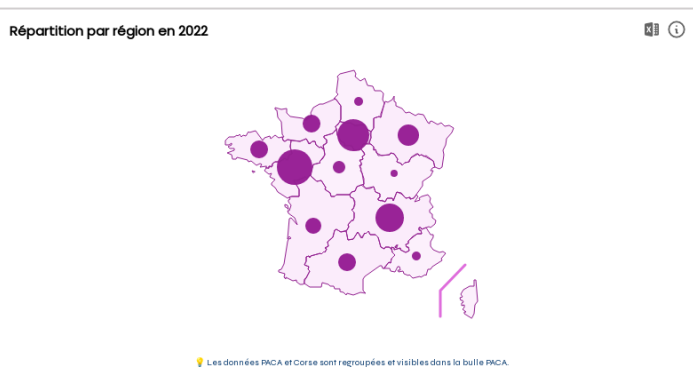 Répartition par région en 2022
💡 Les données PACA et Corse sont regroupées et visibles dans la bulle PACA.